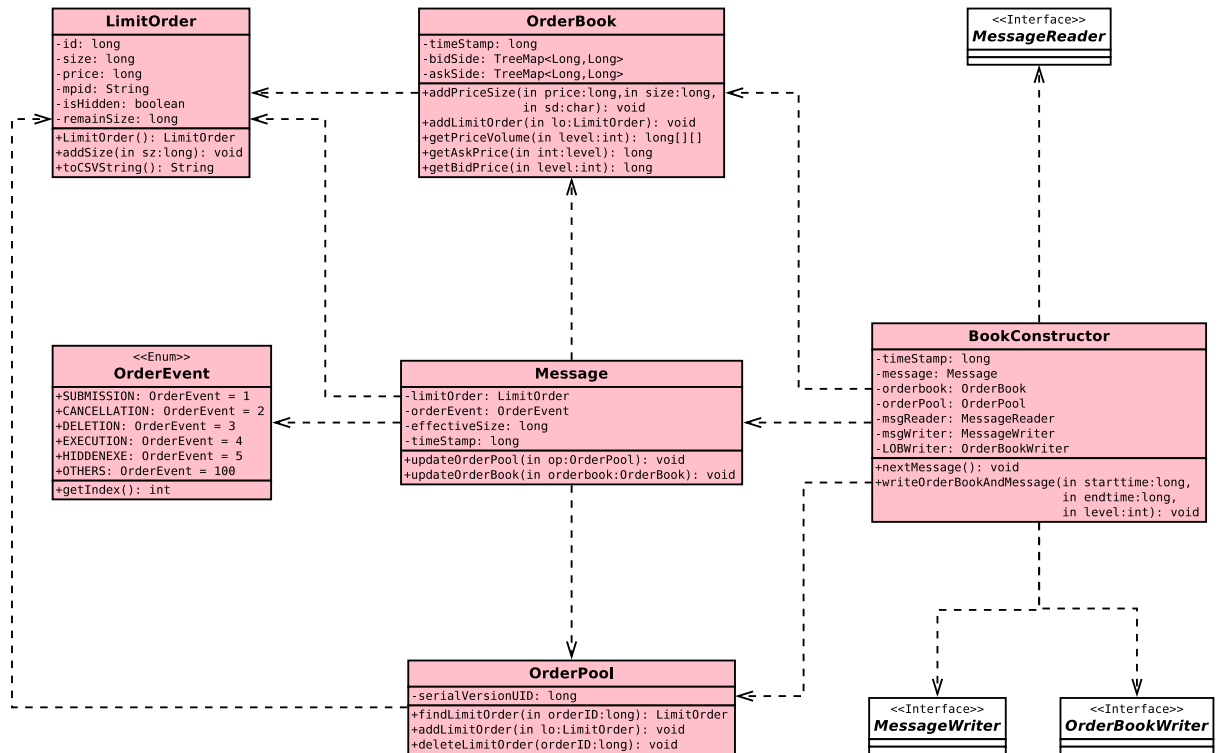 LimitOrder
-id: long
-size: long
-price: long
-mpid: String
-isHidden: boolean
-remainSize: long
+LimitOrder(): LimitOrder
+addSize(in sz:long): void
+toCSVString(): String
OrderBook
-timeStamp: long
-bidSide: TreeMap<Long,Long>
-askSide: TreeMap<Long,Long>
+addPriceSize(in price:long,in size:long,
in sd:char): void
+addLimitOrder(in lo:LimitOrder): void
+getPriceVolume(in level:int): long[][]
+getAskPrice(in int:level): long
+getBidPrice(in level:int): long
<<Interface>>
MessageReader
<<Enum>>
OrderEvent
+SUBMISSION: OrderEvent = 1
+CANCELLATION: OrderEvent = 2
+DELETION: OrderEvent = 3
+EXECUTION: OrderEvent = 4
+HIDDENEXE: OrderEvent = 5
+OTHERS: OrderEvent = 100
+getIndex(): int
Message
-limitOrder: LimitOrder
-orderEvent: OrderEvent
-effectiveSize: long
-timeStamp: long
+updateOrderPool(in op:OrderPool): void
+updateOrderBook(in orderbook:OrderBook): void
BookConstructor
-timeStamp: long
-message: Message
-orderbook: OrderBook
-orderPool: OrderPool
-msgReader: MessageReader
-msgWriter: MessageWriter
-LOBWriter: OrderBookWriter
+nextMessage(): void
+writeOrderBookAndMessage(in starttime:long,
in endtime:long,
in level:int): void
OrderPool
-serialVersionUID: long
+findLimitOrder(in orderID:long): LimitOrder
+addLimitOrder(in lo:LimitOrder): void
+deleteLimitOrder(orderID:long): void
<<Interface>>
MessageWriter
<<Interface>>
OrderBookWriter